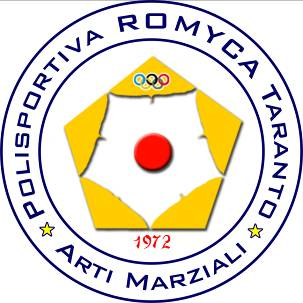 POLISPORTIVA ROMYCA TARANTO
1972
ARTI MARZIALI